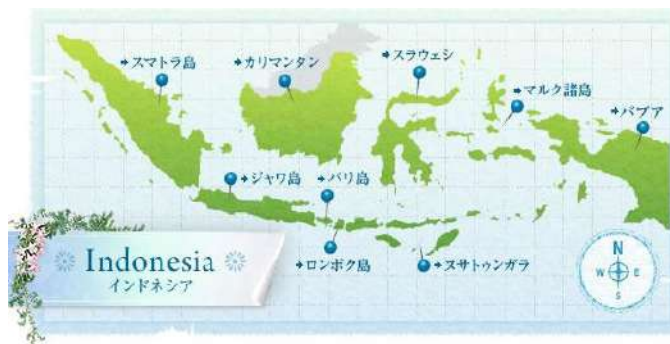 ➔スマトラ島
➔カリマンタン
➔スラウェシ
➔マルク諸島
➔パプア
➔ジャワ島
➔バリ島
➔ロンボク島
➔スサトゥンガラ
Indonesia
インドネシア
N
W E
S